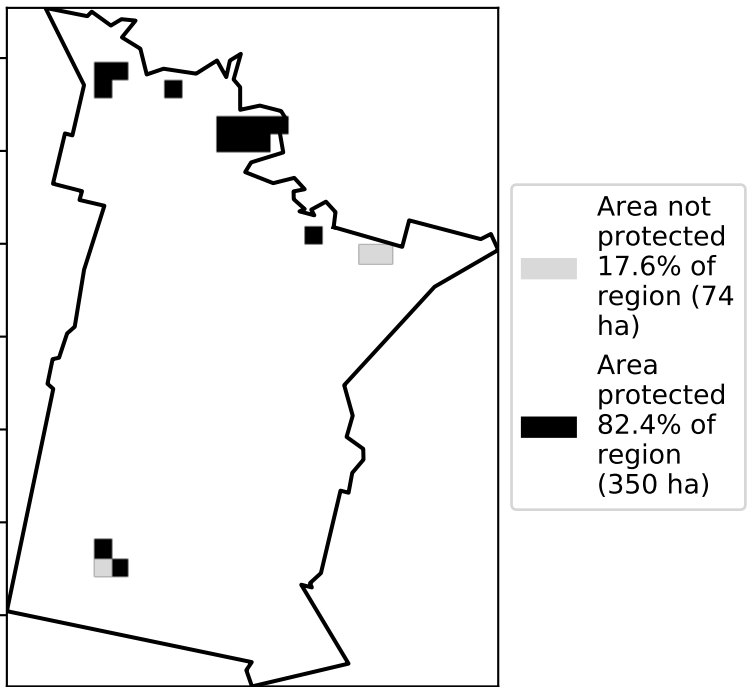 Area not
protected
17.6% of
region (74
ha)
Area
protected
82.4% of
region
(350 ha)